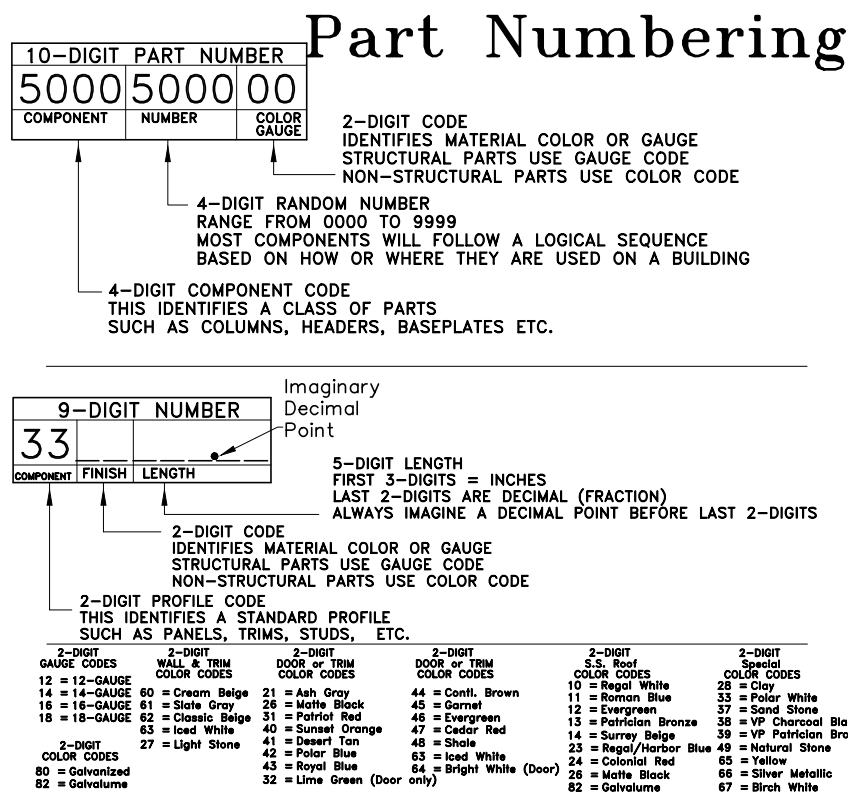 Part Numbering
10-DIGIT PART NUMBER
5000 5000 00
COMPONENT NUMBER COLOR GAUGE
2-DIGIT CODE
IDENTIFIES MATERIAL COLOR OR GAUGE
STRUCTURAL PARTS USE GAUGE CODE
NON-STRUCTURAL PARTS USE COLOR CODE
4-DIGIT RANDOM NUMBER
RANGE FROM 0000 TO 9999
MOST COMPONENTS WILL FOLLOW A LOGICAL SEQUENCE
BASED ON HOW OR WHERE THEY ARE USED ON A BUILDING
4-DIGIT COMPONENT CODE
THIS IDENTIFIES A CLASS OF PARTS
SUCH AS COLUMNS, HEADERS, BASEPLATES ETC.
Imaginary
Decimal
Point
9-DIGIT NUMBER
33 __ _____
COMPONENT FINISH LENGTH
5-DIGIT LENGTH
FIRST 3-DIGITS = INCHES
LAST 2-DIGITS ARE DECIMAL (FRACTION)
ALWAYS IMAGINE A DECIMAL POINT BEFORE LAST 2-DIGITS
2-DIGIT CODE
IDENTIFIES MATERIAL COLOR OR GAUGE
STRUCTURAL PARTS USE GAUGE CODE
NON-STRUCTURAL PARTS USE COLOR CODE
2-DIGIT PROFILE CODE
THIS IDENTIFIES A STANDARD PROFILE
SUCH AS PANELS, TRIMS, STUDS, ETC.
2-DIGIT
GAUGE CODES
12 = 12-GAUGE
14 = 14-GAUGE
16 = 16-GAUGE
18 = 18-GAUGE
2-DIGIT
COLOR CODES
80 = Galvanized
82 = Galvalume
2-DIGIT
WALL & TRIM
COLOR CODES
60 = Cream Beige
61 = Slate Gray
62 = Classic Beige
63 = Iced White
27 = Light Stone
2-DIGIT
DOOR or TRIM
COLOR CODES
21 = Ash Gray
26 = Matte Black
31 = Patriot Red
40 = Sunset Orange
41 = Desert Tan
42 = Polar Blue
43 = Royal Blue
32 = Lime Green (Door only)
2-DIGIT
DOOR or TRIM
COLOR CODES
44 = Contl. Brown
45 = Garnet
46 = Evergreen
47 = Cedar Red
48 = Shale
63 = Iced White
64 = Bright White (Door)
2-DIGIT
S.S. Roof
COLOR CODES
10 = Regal White
11 = Roman Blue
12 = Evergreen
13 = Patrician Bronze
14 = Surrey Beige
23 = Regal/Harbor Blue
24 = Colonial Red
26 = Matte Black
82 = Galvalume
2-DIGIT
Special
COLOR CODES
28 = Clay
33 = Polar White
37 = Sand Stone
38 = VP Charcoal Bla
39 = VP Patrician Bro
49 = Natural Stone
65 = Yellow
66 = Silver Metallic
67 = Birch White